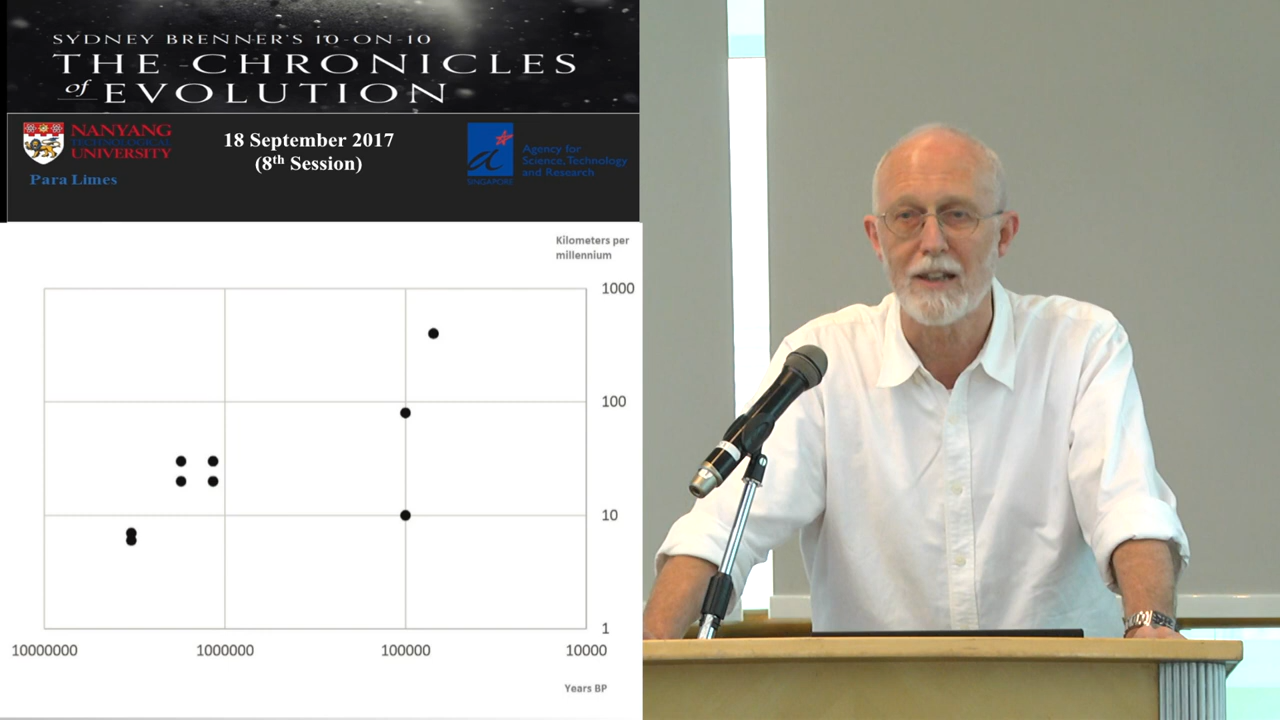 SYDNEY BRENNER'S 10-ON-10
THE CHRONICLES
of EVOLUTION
NANYANG
TECHNOLOGICAL
UNIVERSITY
Para Limes
18 September 2017
(8th Session)
SINGAPORE
Agency for
Science, Technology
and Research
Kilometers per
millennium
1000
100
10
1
10000000
1000000
100000
10000
Years BP